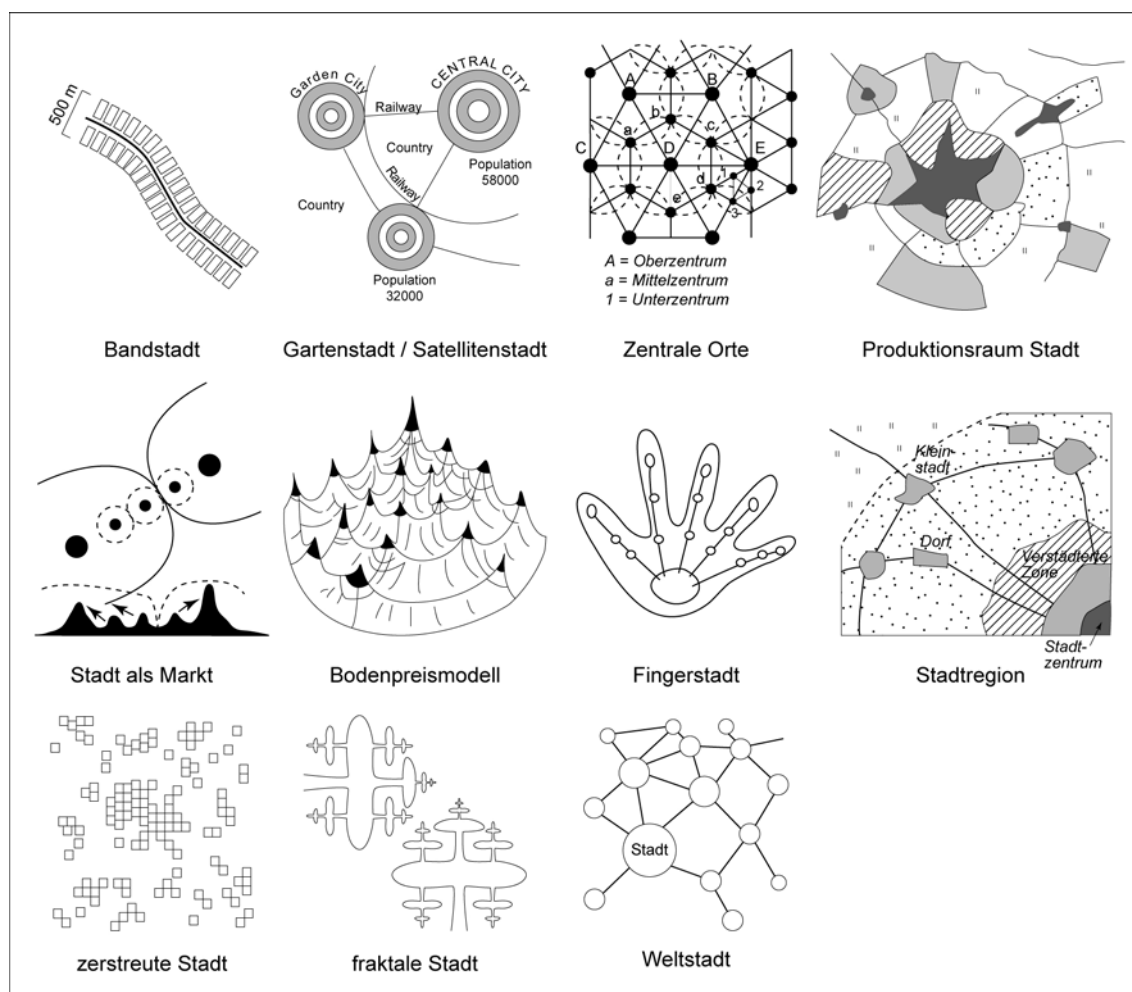 500 m
Bandstadt
Garden City
CENTRAL CITY
Railway
Country
Population
58000
Railway
Country
Population
32000
Gartenstadt / Satellitenstadt
A
B
b
a
c
C
D
E
1
d
2
e
3
A = Oberzentrum
a = Mittelzentrum
1 = Unterzentrum
Zentrale Orte
Produktionsraum Stadt
Stadt als Markt
Bodenpreismodell
Fingerstadt
Klein-
stadt
Dorf
Verstädterte
Zone
Stadt-
zentrum
Stadtregion
zerstreute Stadt
fraktale Stadt
Stadt
Weltstadt